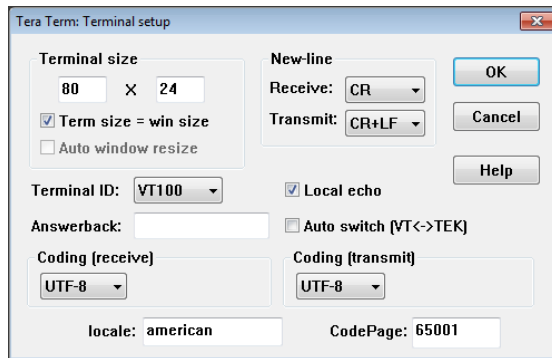 Tera Term: Terminal setup
Terminal size
80 X 24
Term size = win size
Auto window resize
New-line
Receive: CR
Transmit: CR+LF
OK
Cancel
Help
Terminal ID: VT100
Local echo
Answerback:
Auto switch (VT<->TEK)
Coding (receive)
UTF-8
Coding (transmit)
UTF-8
locale: american
CodePage: 65001